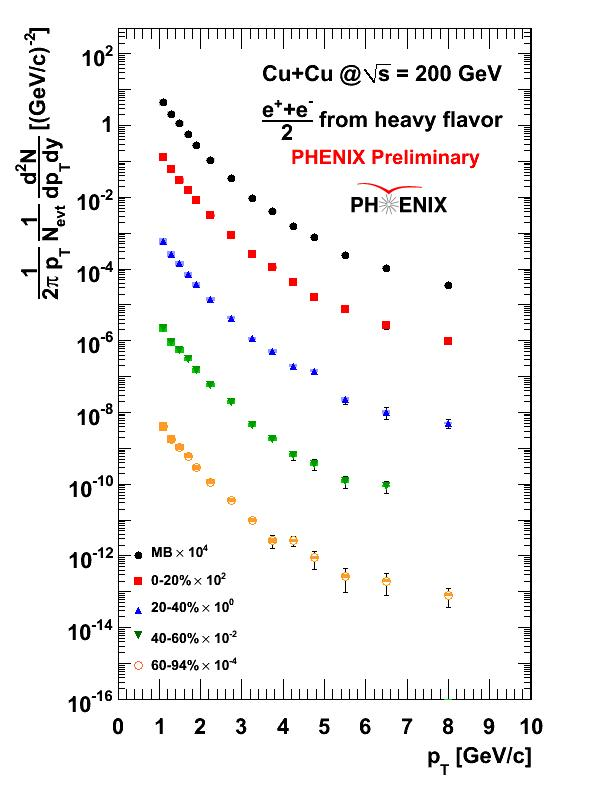 Cu+Cu @√s = 200 GeV
e⁺+e⁻/2 from heavy flavor
PHENIX Preliminary
PHENIX
1/2π p_T 1/N_evt d²N/dp_T dy [(GeV/c)⁻²]
10²
1
10⁻²
10⁻⁴
10⁻⁶
10⁻⁸
10⁻¹⁰
10⁻¹²
10⁻¹⁴
10⁻¹⁶
MB × 10⁴
0-20% × 10²
20-40% × 10⁰
40-60% × 10⁻²
60-94% × 10⁻⁴
0 1 2 3 4 5 6 7 8 9 10
p_T [GeV/c]